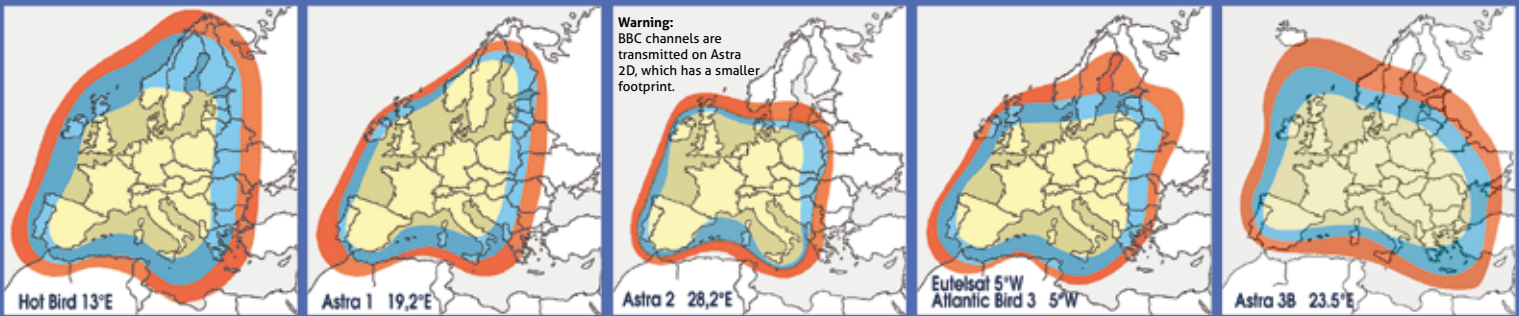 Hot Bird 13°E
Astra 1 19,2°E
Warning:
BBC channels are
transmitted on Astra
2D, which has a smaller
footprint.
Astra 2 28,2°E
Eutelsat 5°W
Atlantic Bird 3 5°W
Astra 3B 23.5°E